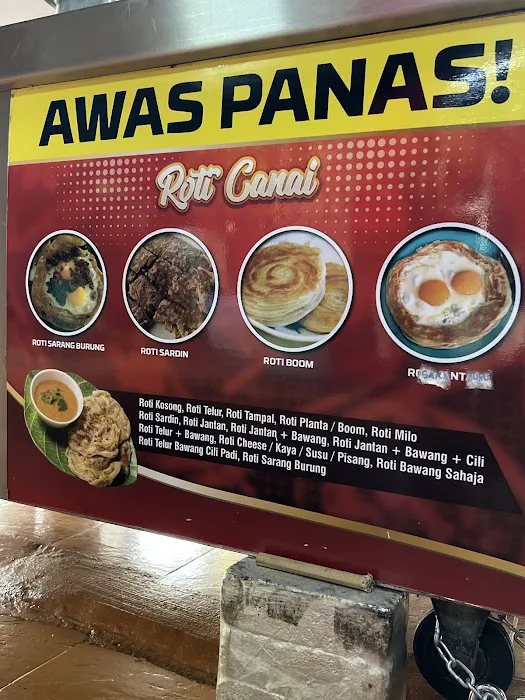 AWAS PANAS!
Roti Canai
ROTI SARANG BURUNG
ROTI SARDIN
ROTI BOOM
Roti Kosong, Roti Telur, Roti Tampal, Roti Planta / Boom, Roti Milo
Roti Sardin, Roti Jantan, Roti Jantan + Bawang, Roti Jantan + Bawang + Cili
Roti Telur + Bawang, Roti Cheese / Kaya / Susu / Pisang, Roti Bawang Sahaja
Roti Telur Bawang Cili Padi, Roti Sarang Burung